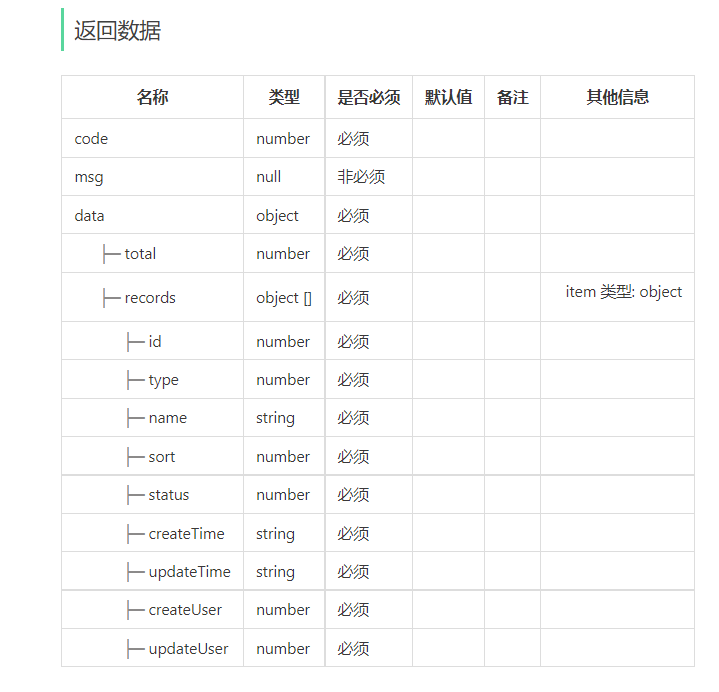 返回数据
名称 类型 是否必须 默认值 备注 其他信息
code number 必须
msg null 非必须
data object 必须
├─ total number 必须
├─ records object [] 必须 item 类型: object
├─ id number 必须
├─ type number 必须
├─ name string 必须
├─ sort number 必须
├─ status number 必须
├─ createTime string 必须
├─ updateTime string 必须
├─ createUser number 必须
├─ updateUser number 必须